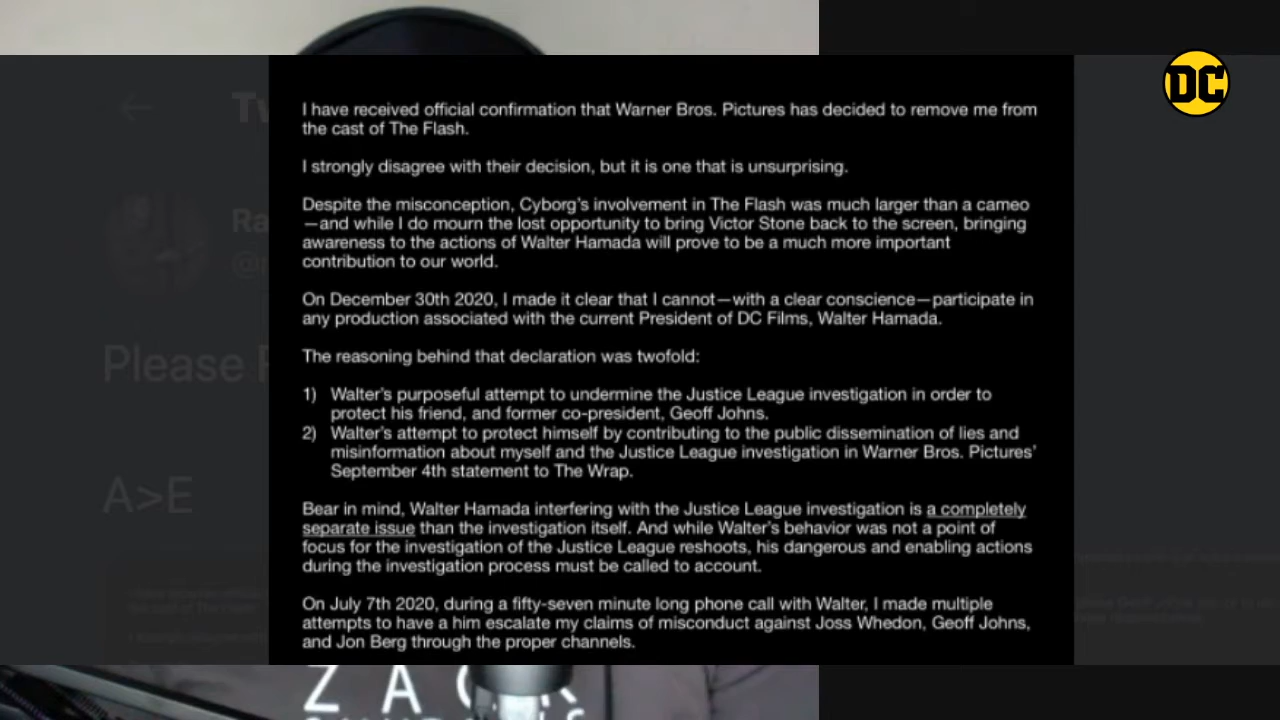 DC
I have received official confirmation that Warner Bros. Pictures has decided to remove me from
the cast of The Flash.
I strongly disagree with their decision, but it is one that is unsurprising.
Despite the misconception, Cyborg's involvement in The Flash was much larger than a cameo
—and while I do mourn the lost opportunity to bring Victor Stone back to the screen, bringing
awareness to the actions of Walter Hamada will prove to be a much more important
contribution to our world.
On December 30th 2020, I made it clear that I cannot—with a clear conscience—participate in
any production associated with the current President of DC Films, Walter Hamada.
The reasoning behind that declaration was twofold:
1) Walter's purposeful attempt to undermine the Justice League investigation in order to
protect his friend, and former co-president, Geoff Johns.
2) Walter's attempt to protect himself by contributing to the public dissemination of lies and
misinformation about myself and the Justice League investigation in Warner Bros. Pictures'
September 4th statement to The Wrap.
Bear in mind, Walter Hamada interfering with the Justice League investigation is a completely
separate issue than the investigation itself. And while Walter's behavior was not a point of
focus for the investigation of the Justice League reshoots, his dangerous and enabling actions
during the investigation process must be called to account.
On July 7th 2020, during a fifty-seven minute long phone call with Walter, I made multiple
attempts to have a him escalate my claims of misconduct against Joss Whedon, Geoff Johns,
and Jon Berg through the proper channels.
Tw
Ra
Please
A>E